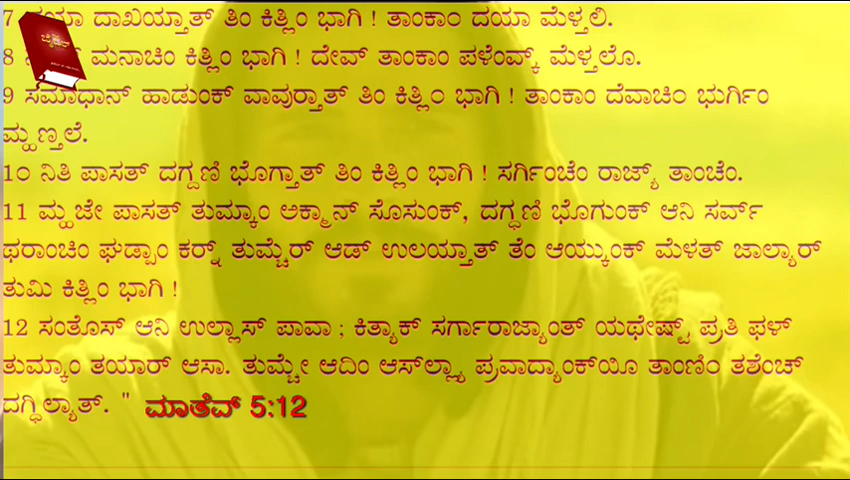 7 ದಯಾ ದಾಖಯ್ತಾತ್ ತಿಂ ಕಿತ್ಲಿಂ ಭಾಗಿ ! ತಾಂಕಾಂ ದಯಾ ಮೆಳ್ತಲಿ.
8 ಮನಾಚಿಂ ಕಿತ್ಲಿಂ ಭಾಗಿ ! ದೇವ್ ತಾಂಕಾಂ ಪಳೆಂವ್ಕ್ ಮೆಳ್ತಲೊ.
9 ಸಮಾಧಾನ್ ಹಾಡುಂಕ್ ವಾವುರ್‍ತಾತ್ ತಿಂ ಕಿತ್ಲಿಂ ಭಾಗಿ ! ತಾಂಕಾಂ ದೆವಾಚಿಂ ಭುರ್ಗಿಂ
ಮ್ಹಣ್ತಲೆ.
10 ನಿತಿ ಪಾಸತ್ ದಗ್ದಣಿ ಭೊಗ್ತಾತ್ ತಿಂ ಕಿತ್ಲಿಂ ಭಾಗಿ ! ಸರ್ಗಿಂಚೆಂ ರಾಜ್ಯ್ ತಾಂಚೆಂ.
11 ಮ್ಹಜೇ ಪಾಸತ್ ತುಮ್ಕಾಂ ಅಕ್ಮಾನ್ ಸೊಸುಂಕ್, ದಗ್ಧಣಿ ಭೊಗುಂಕ್ ಆನಿ ಸರ್ವ್
ಥರಾಂಚಿಂ ಘಡ್ಪಾಂ ಕರ್ನ್ ತುಮ್ಚೆರ್ ಆಡ್ ಉಲಯ್ತಾತ್ ತೆಂ ಆಯ್ಕುಂಕ್ ಮೆಳತ್ ಜಾಲ್ಯಾರ್
ತುಮಿ ಕಿತ್ಲಿಂ ಭಾಗಿ !
12 ಸಂತೊಸ್ ಆನಿ ಉಲ್ಲಾಸ್ ಪಾವಾ ; ಕಿತ್ಯಾಕ್ ಸರ್ಗಾರಾಜ್ಯಾಂತ್ ಯಥೇಷ್ಟ್ ಪ್ರತಿ ಫಳ್
ತುಮ್ಕಾಂ ತಯಾರ್ ಆಸಾ. ತುಮ್ಚೇ ಆದಿಂ ಆಸ್‌ಲ್ಲ್ಯಾ ಪ್ರವಾದ್ಯಾಂಕ್‌ಯೀ ತಾಂಣಿಂ ತಶೆಂಚ್
ದಗ್ಧಿಲ್ಯಾತ್. " ಮಾತೆವ್ 5:12